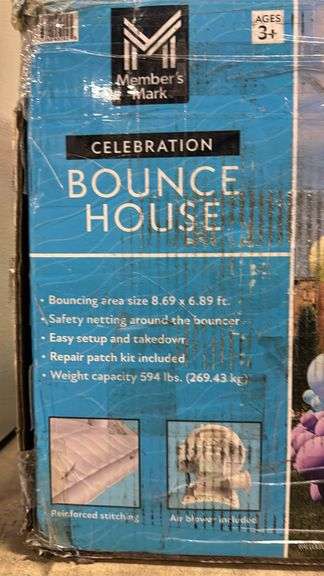 AGES
3+
Member's
Mark
CELEBRATION
BOUNCE
HOUSE
• Bouncing area size 8.69 x 6.89 ft.
• Safety netting around the bouncer
• Easy setup and takedown
• Repair patch kit included
• Weight capacity 594 lbs. (269.43 kg)
Reinforced stitching
Air blower included